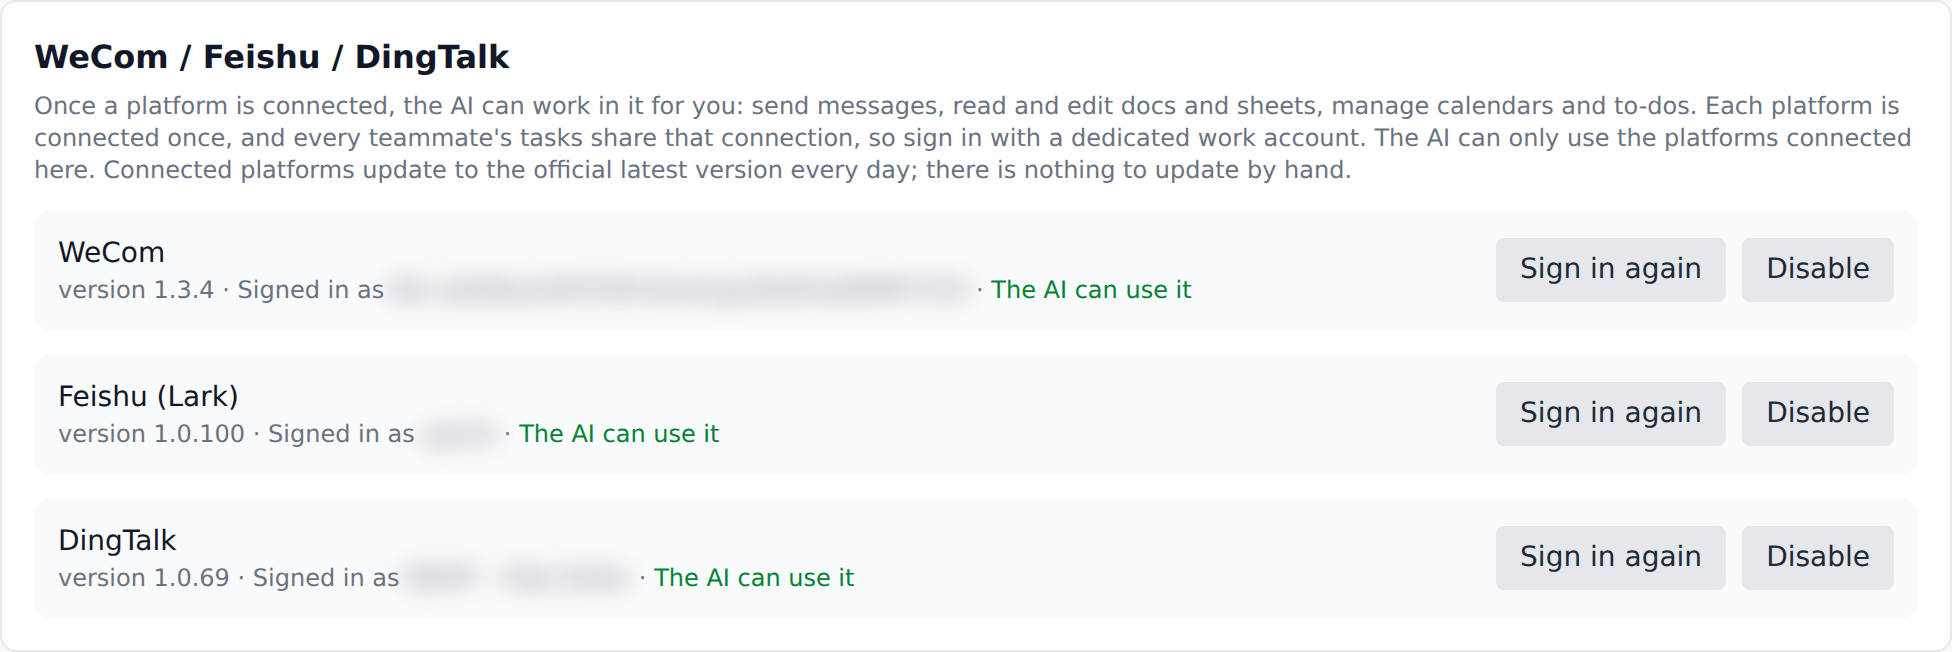 WeCom / Feishu / DingTalk
Once a platform is connected, the AI can work in it for you: send messages, read and edit docs and sheets, manage calendars and to-dos. Each platform is
connected once, and every teammate's tasks share that connection, so sign in with a dedicated work account. The AI can only use the platforms connected
here. Connected platforms update to the official latest version every day; there is nothing to update by hand.
WeCom
version 1.3.4 · Signed in as · The AI can use it
Sign in again
Disable
Feishu (Lark)
version 1.0.100 · Signed in as · The AI can use it
Sign in again
Disable
DingTalk
version 1.0.69 · Signed in as · The AI can use it
Sign in again
Disable